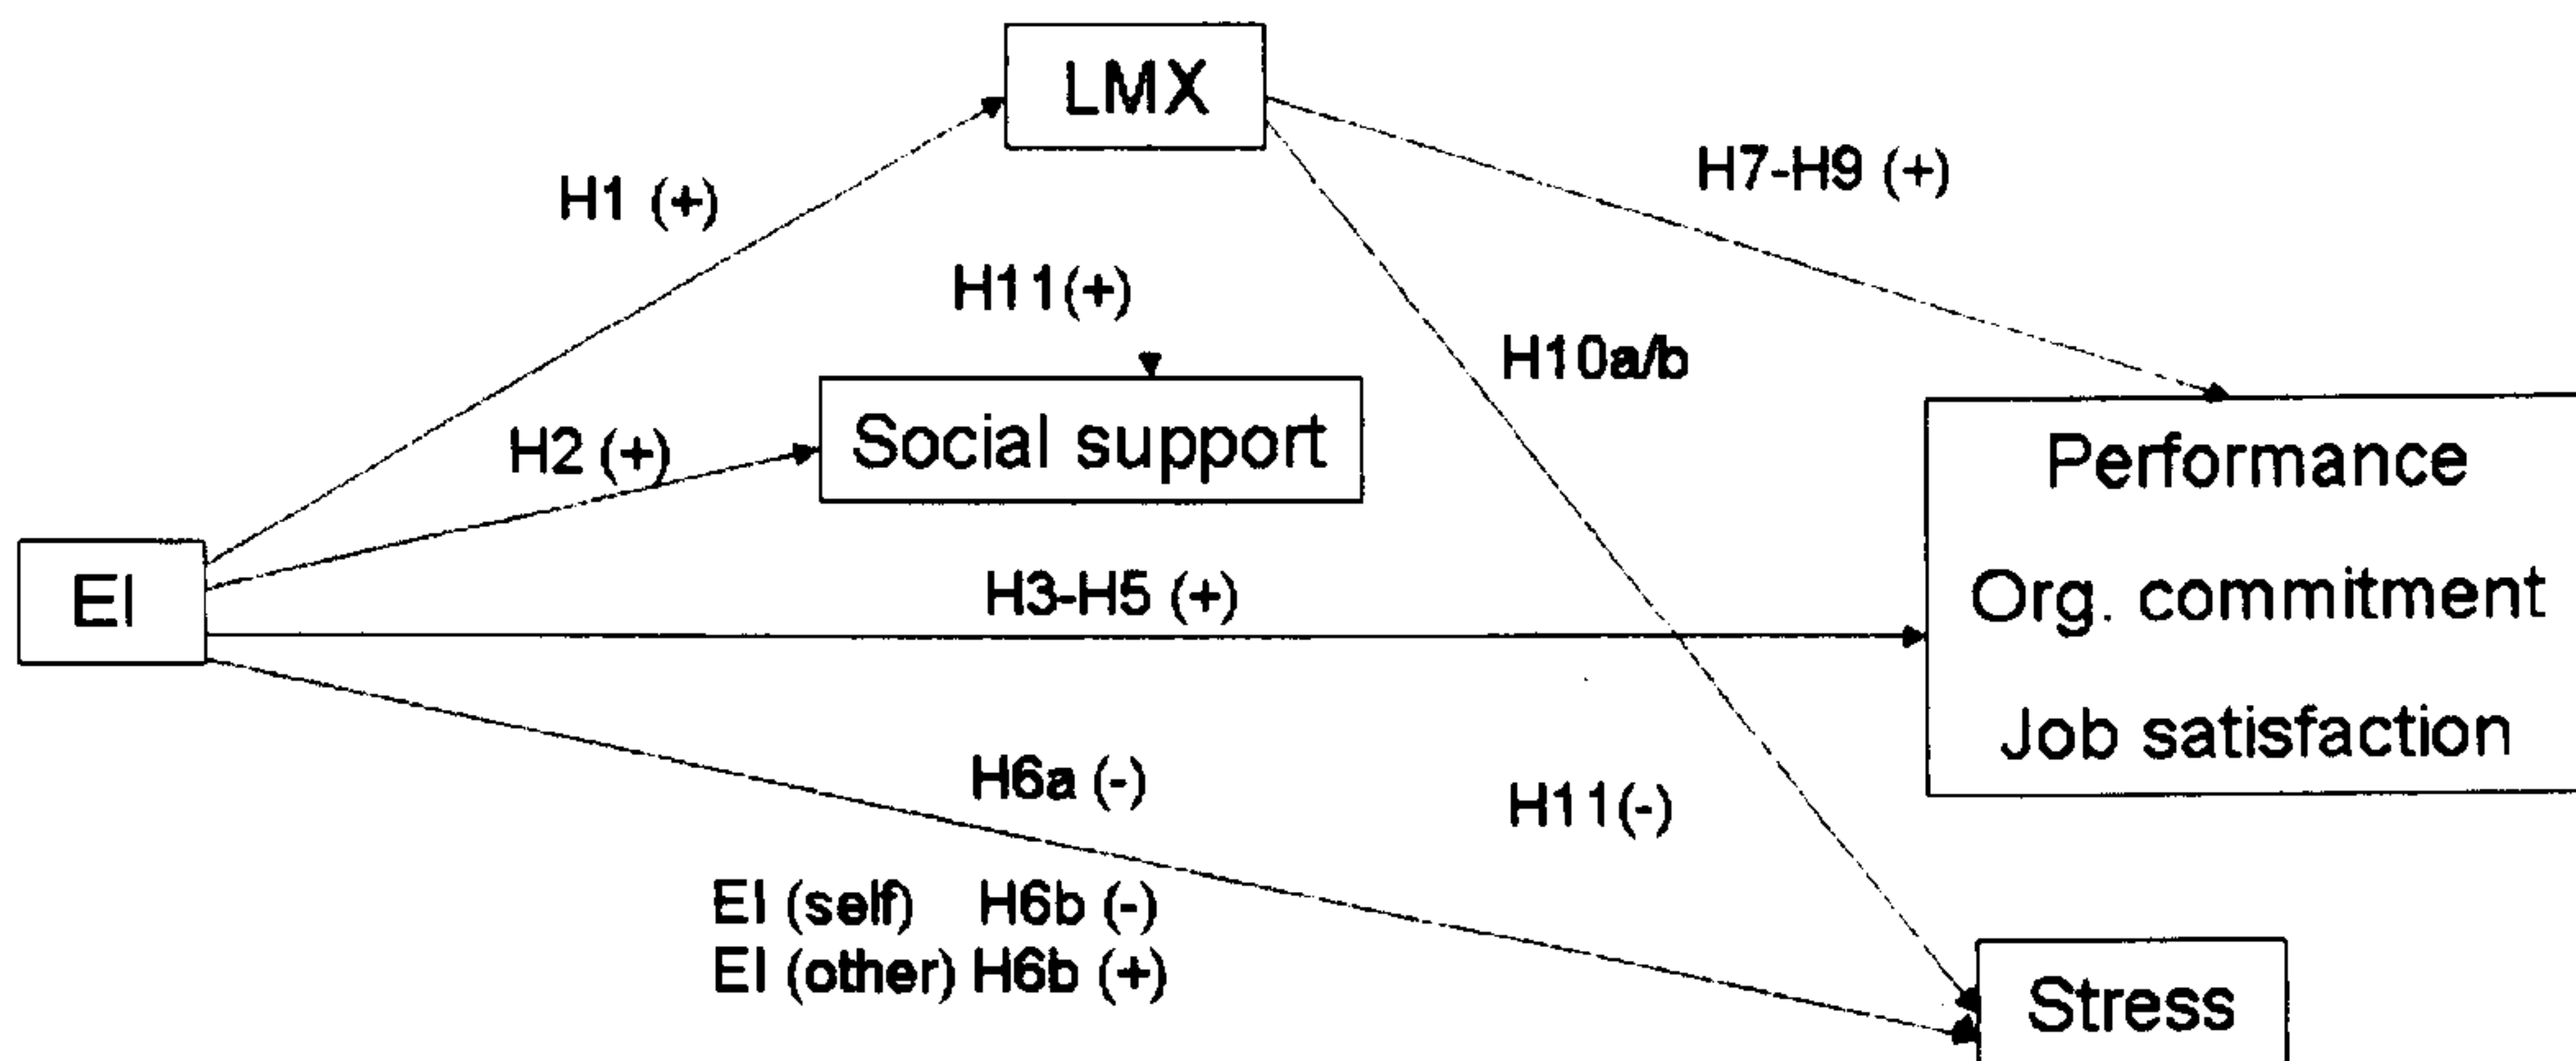 LMX
H1 (+)
H7-H9 (+)
H11(+)
H10a/b
H2 (+)
Social support
Performance
EI
H3-H5 (+)
Org. commitment
Job satisfaction
H6a (-)
H11(-)
EI (self) H6b (-)
EI (other) H6b (+)
Stress